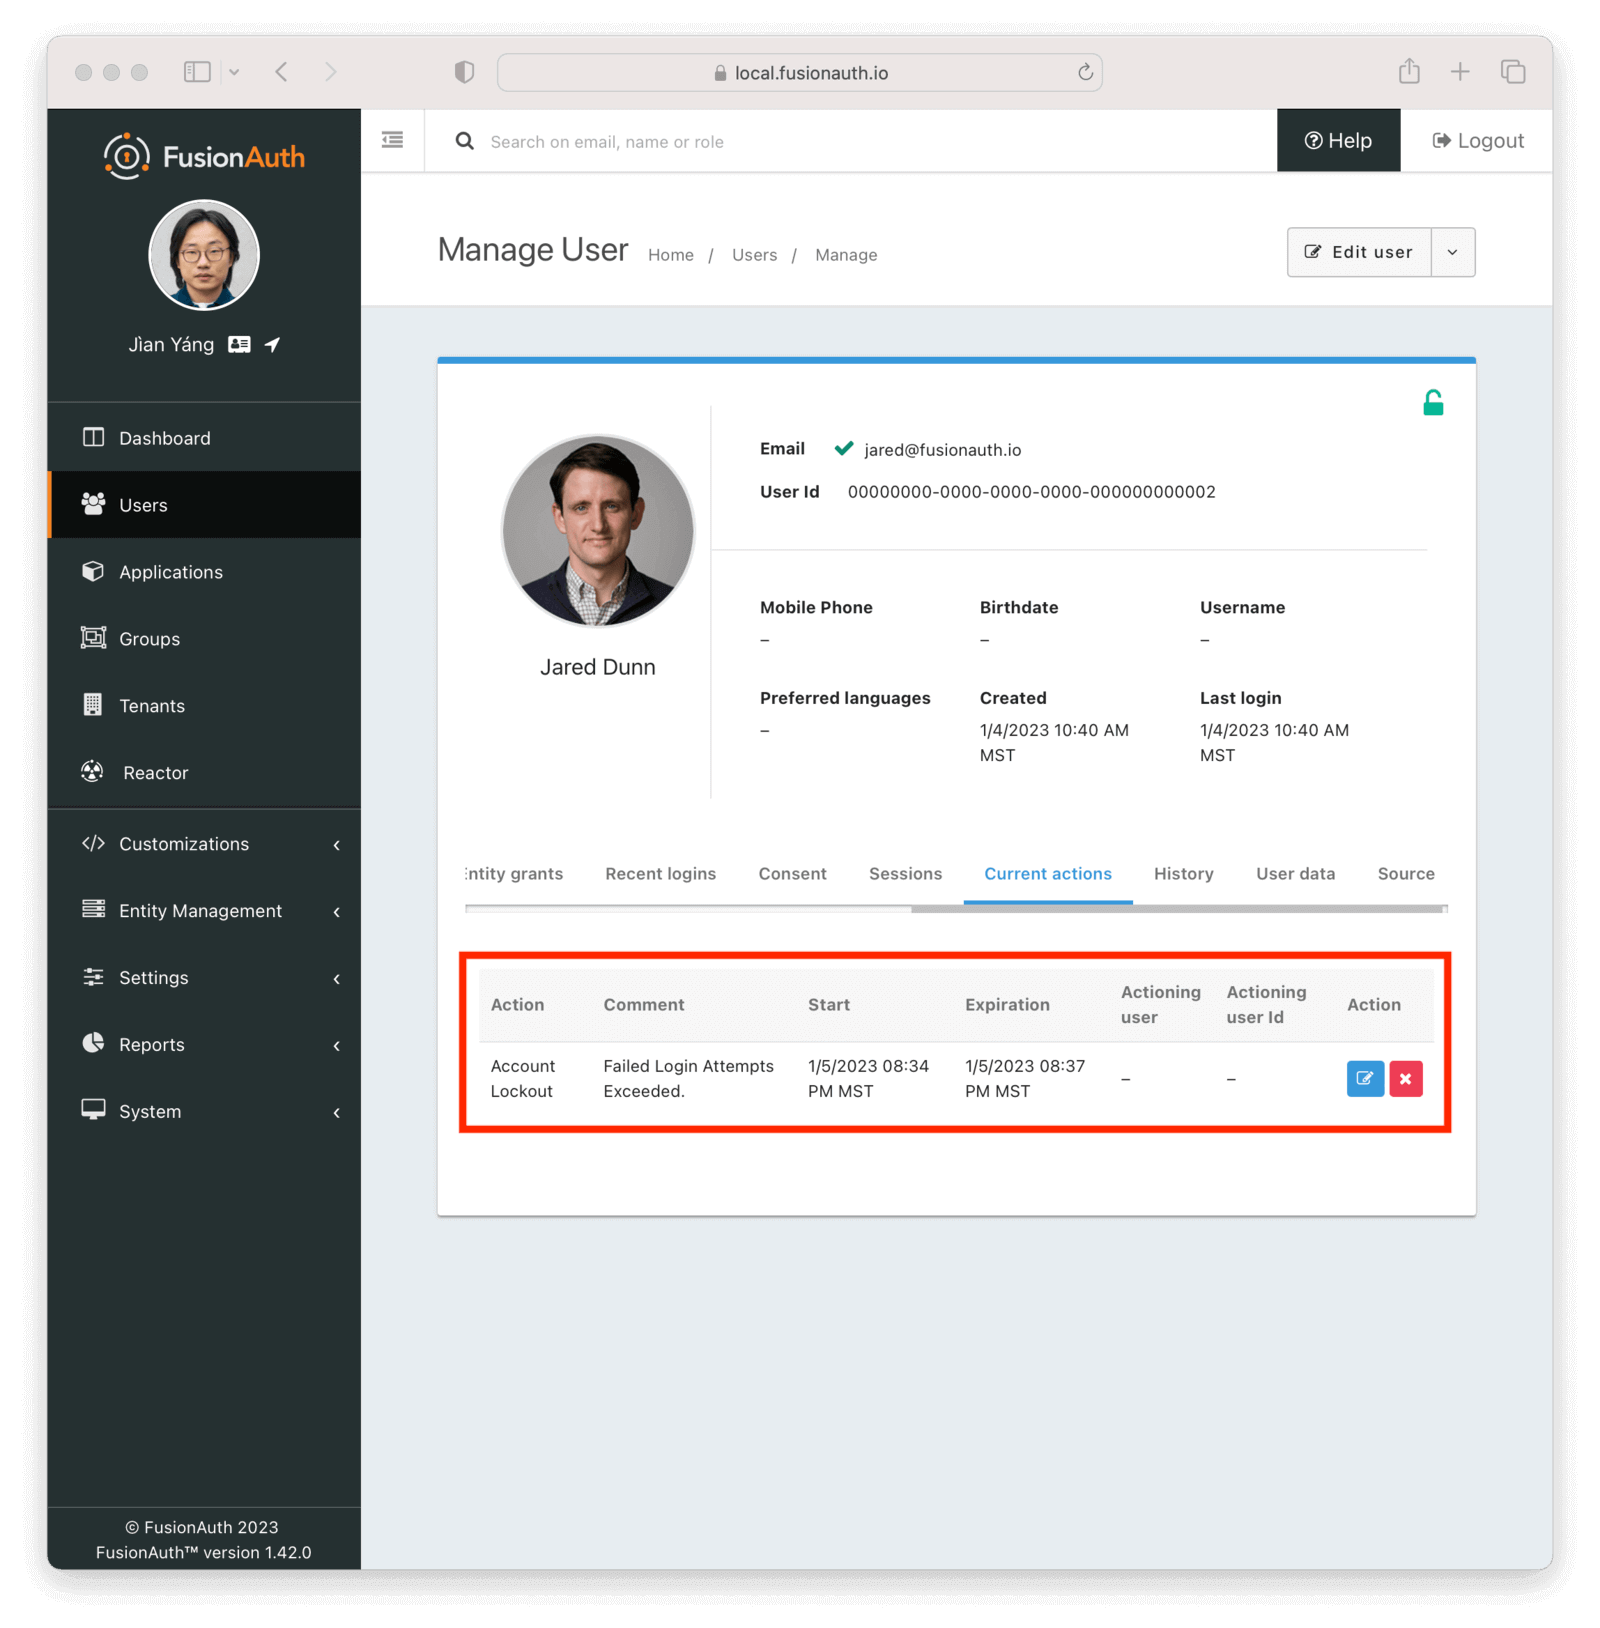 local.fusionauth.io
FusionAuth
Search on email, name or role
Help
Logout
Jìan Yáng
Manage User
Home / Users / Manage
Edit user
Dashboard
Users
Applications
Groups
Tenants
Reactor
Customizations
Entity Management
Settings
Reports
System
Jared Dunn
Email jared@fusionauth.io
User Id 00000000-0000-0000-0000-000000000002
Mobile Phone Birthdate Username
– – –
Preferred languages Created Last login
– 1/4/2023 10:40 AM 1/4/2023 10:40 AM
MST MST
ntity grants Recent logins Consent Sessions Current actions History User data Source
Action Comment Start Expiration Actioning Actioning Action
user user Id
Account Failed Login Attempts 1/5/2023 08:34 1/5/2023 08:37 – –
Lockout Exceeded. PM MST PM MST
© FusionAuth 2023
FusionAuth™ version 1.42.0